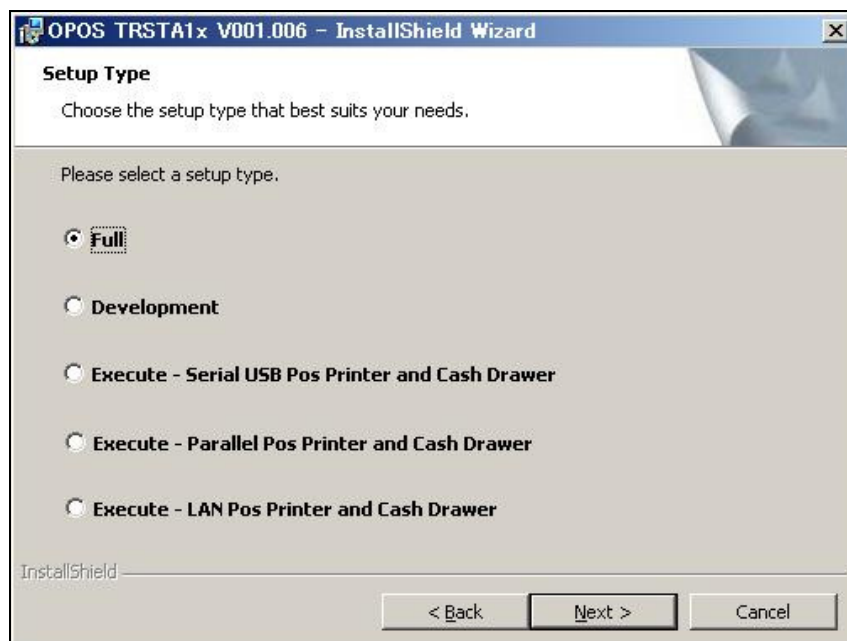 OPOS TRSTA1x V001.006 - InstallShield Wizard
Setup Type
Choose the setup type that best suits your needs.
Please select a setup type.
Full
Development
Execute - Serial USB Pos Printer and Cash Drawer
Execute - Parallel Pos Printer and Cash Drawer
Execute - LAN Pos Printer and Cash Drawer
InstallShield
< Back Next > Cancel